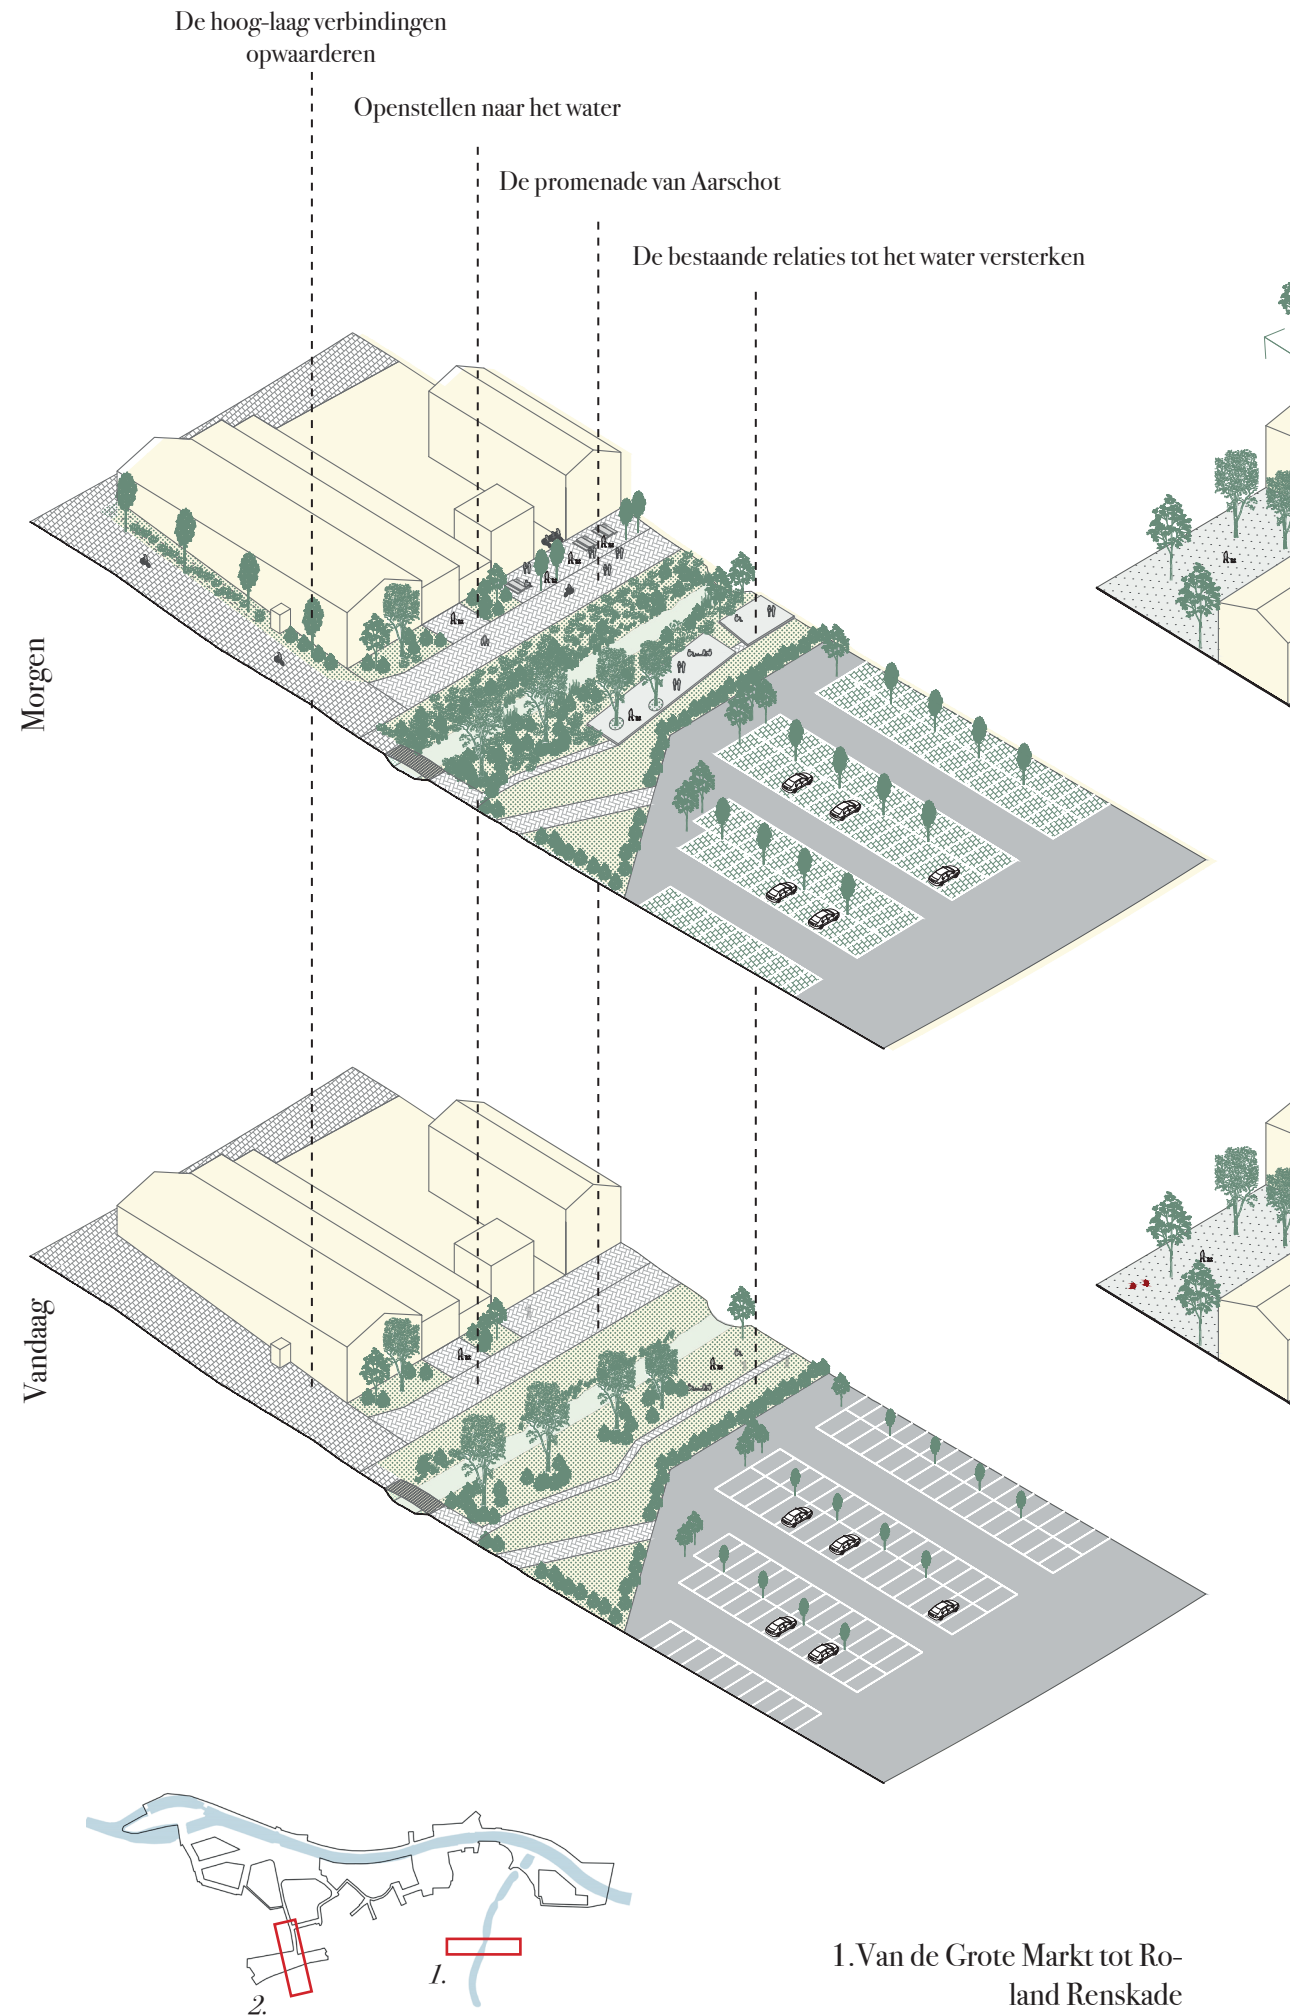 De hoog-laag verbindingen
opwaarderen
Openstellen naar het water
De promenade van Aarschot
De bestaande relaties tot het water versterken
Morgen
Vandaag
1.
2.
1.Van de Grote Markt tot Ro-
land Renskade